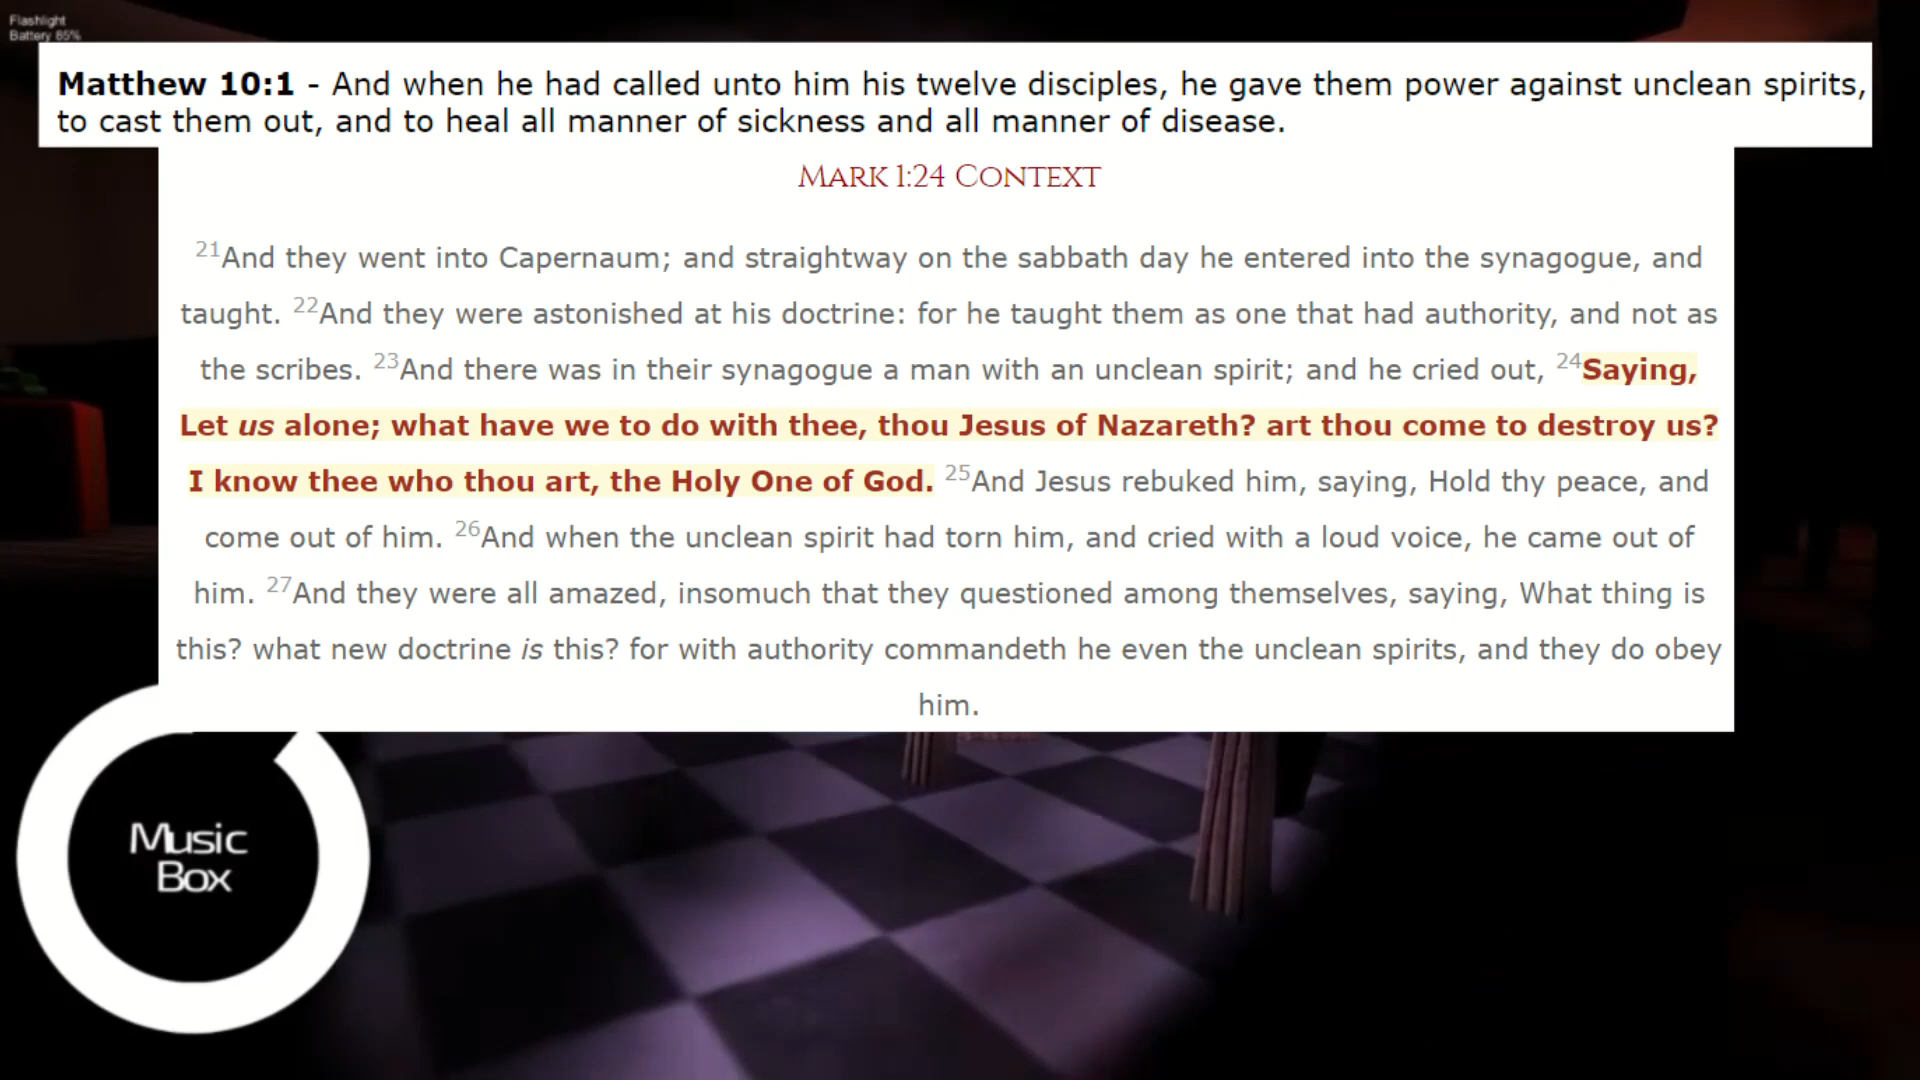 Flashlight
Battery 85%
Matthew 10:1 - And when he had called unto him his twelve disciples, he gave them power against unclean spirits,
to cast them out, and to heal all manner of sickness and all manner of disease.
Mark 1:24 Context
21And they went into Capernaum; and straightway on the sabbath day he entered into the synagogue, and
taught. 22And they were astonished at his doctrine: for he taught them as one that had authority, and not as
the scribes. 23And there was in their synagogue a man with an unclean spirit; and he cried out, 24Saying,
Let us alone; what have we to do with thee, thou Jesus of Nazareth? art thou come to destroy us?
I know thee who thou art, the Holy One of God. 25And Jesus rebuked him, saying, Hold thy peace, and
come out of him. 26And when the unclean spirit had torn him, and cried with a loud voice, he came out of
him. 27And they were all amazed, insomuch that they questioned among themselves, saying, What thing is
this? what new doctrine is this? for with authority commandeth he even the unclean spirits, and they do obey
him.
Music
Box